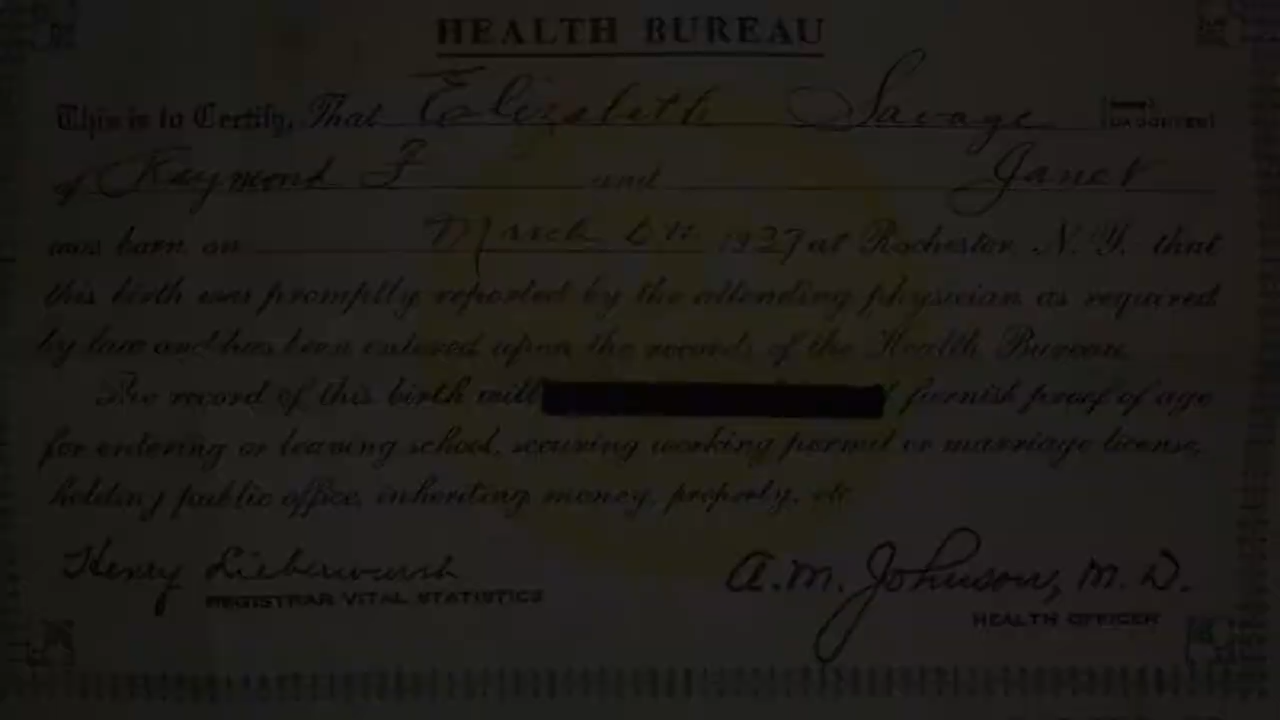 HEALTH BUREAU
This is to Certify, That Elizabeth Savage
of Raymond F and Janet
was born on March 6th 1927 at Rochester N. Y. that
this birth was promptly reported by the attending physician as required
by law and has been entered upon the records of the Health Bureau.
The record of this birth will furnish proof of age
for entering or leaving school, securing working permit or marriage license,
holding public office, inheriting money, property, etc
Henry A.M. Johnson, M.D.
REGISTRAR VITAL STATISTICS
HEALTH OFFICER